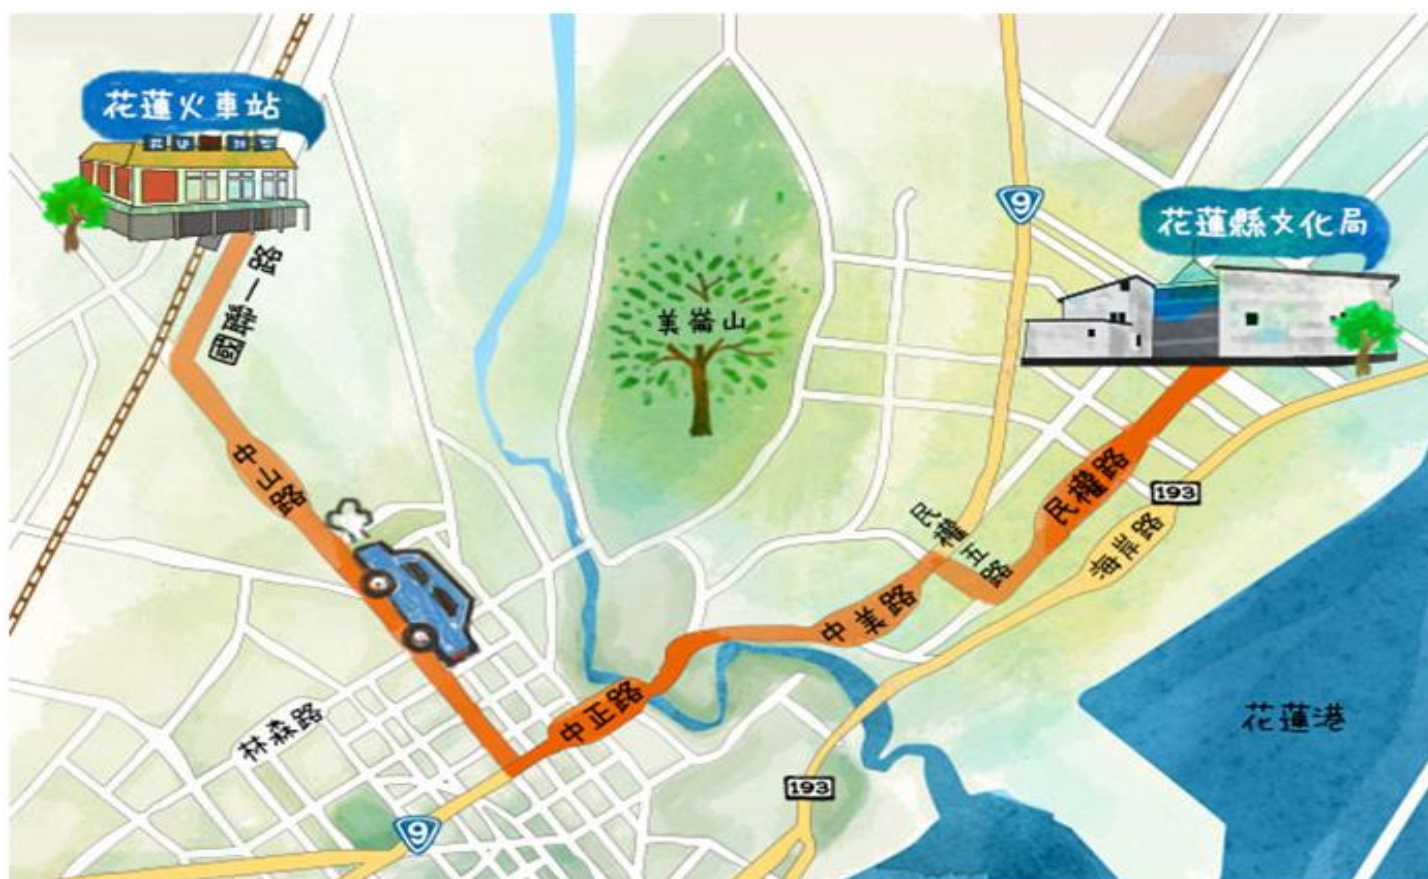 花蓮火車站
國聯一路
中山路
林森路
9
中正路
美崙山
9
花蓮縣文化局
民權五路
中美路
民權路
193
海岸路
193
花蓮港